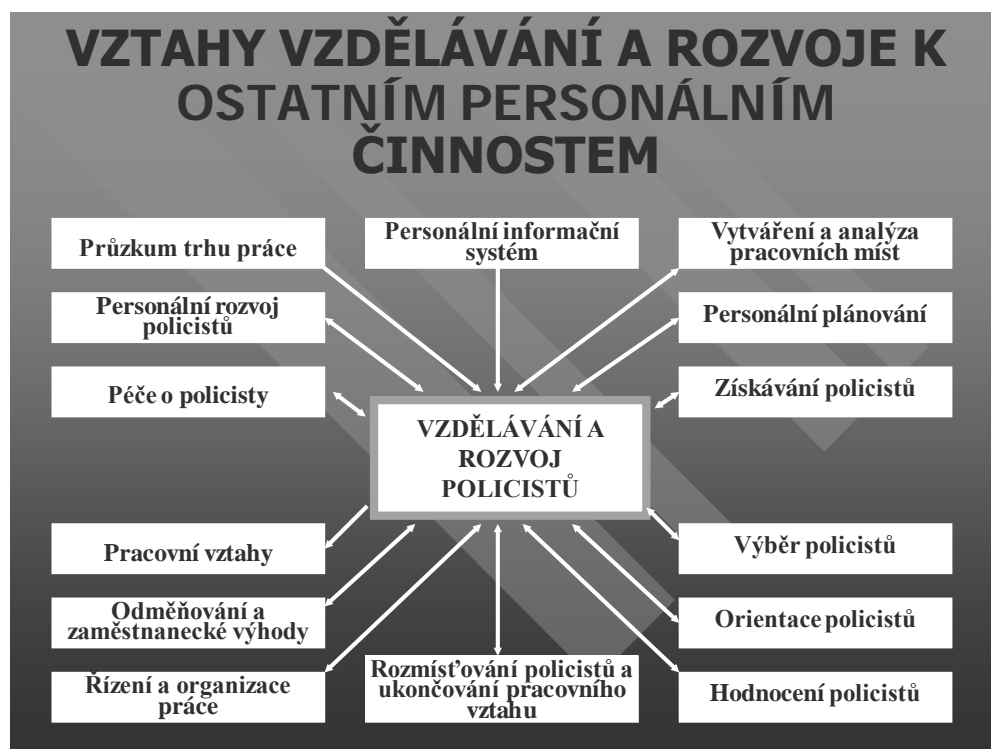 VZTAHY VZDĚLÁVÁNÍ A ROZVOJE K
OSTATNÍM PERSONÁLNÍM
ČINNOSTEM
Průzkum trhu práce
Personální informační
systém
Vytváření a analýza
pracovních míst
Personální rozvoj
policistů
Personální plánování
Péče o policisty
Získávání policistů
VZDĚLÁVÁNÍ A
ROZVOJ
POLICISTŮ
Pracovní vztahy
Výběr policistů
Odměňování a
zaměstnanecké výhody
Orientace policistů
Řízení a organizace
práce
Rozmísťování policistů a
ukončování pracovního
vztahu
Hodnocení policistů